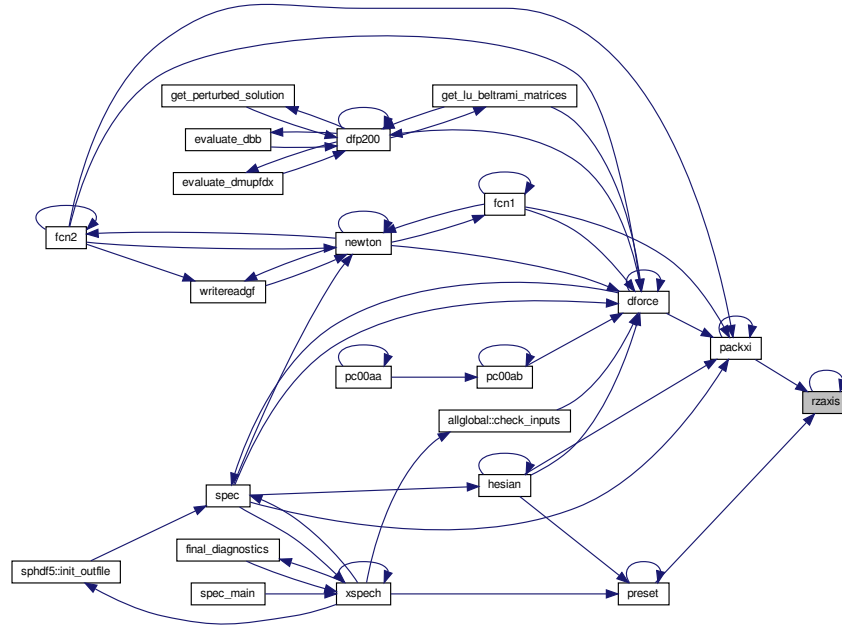 get_perturbed_solution
get_lu_beltrami_matrices
evaluate_dbb
dfp200
evaluate_dmupfdx
fcn1
fcn2
newton
writereadgf
dforce
packxi
pc00aa
pc00ab
rzaxis
allglobal::check_inputs
spec
hesian
final_diagnostics
sphdf5::init_outfile
spec_main
xspech
preset